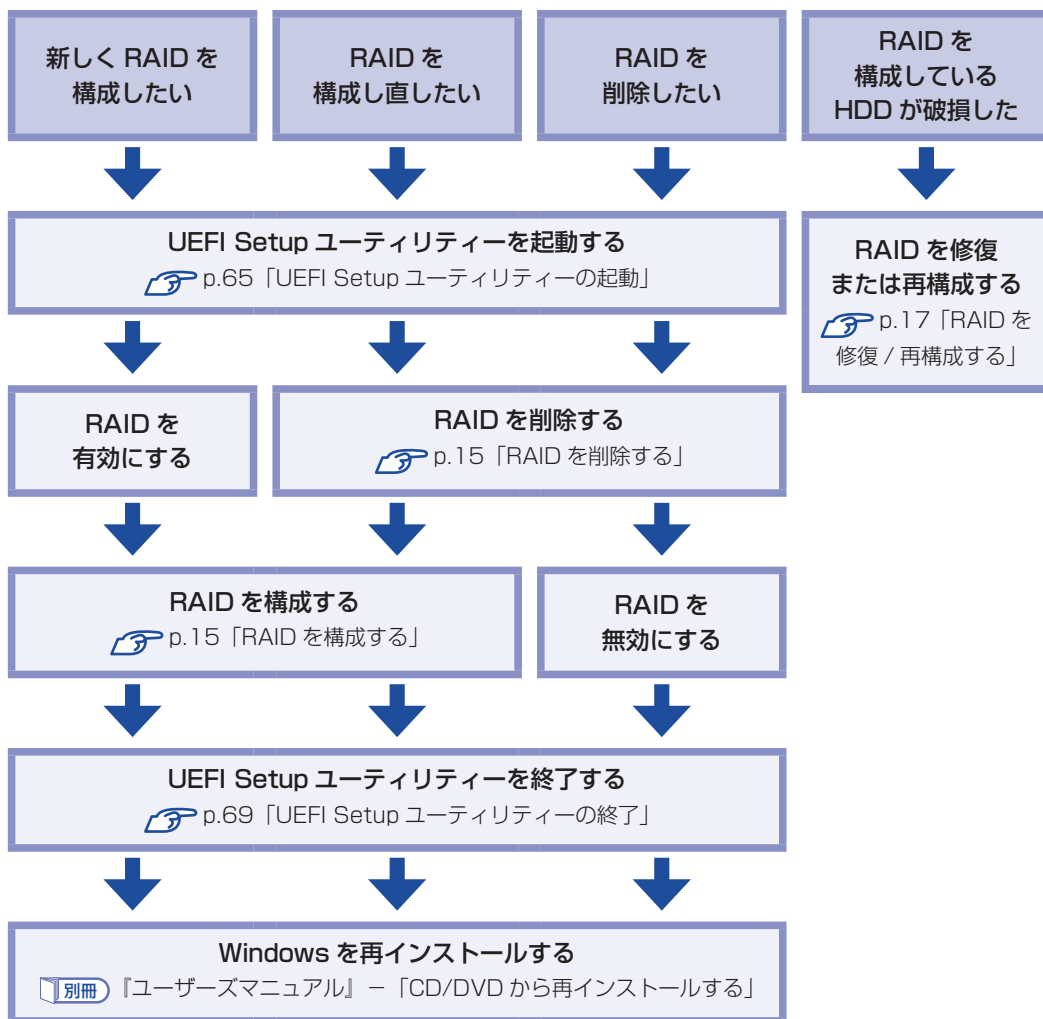 新しく RAID を
構成したい
RAID を
構成し直したい
RAID を
削除したい
RAID を
構成している
HDD が破損した
UEFI Setup ユーティリティーを起動する
p.65「UEFI Setup ユーティリティーの起動」
RAID を修復
または再構成する
p.17「RAID を
修復 / 再構成する」
RAID を
有効にする
RAID を削除する
p.15「RAID を削除する」
RAID を構成する
p.15「RAID を構成する」
RAID を
無効にする
UEFI Setup ユーティリティーを終了する
p.69「UEFI Setup ユーティリティーの終了」
Windows を再インストールする
別冊 『ユーザーズマニュアル』－「CD/DVD から再インストールする」